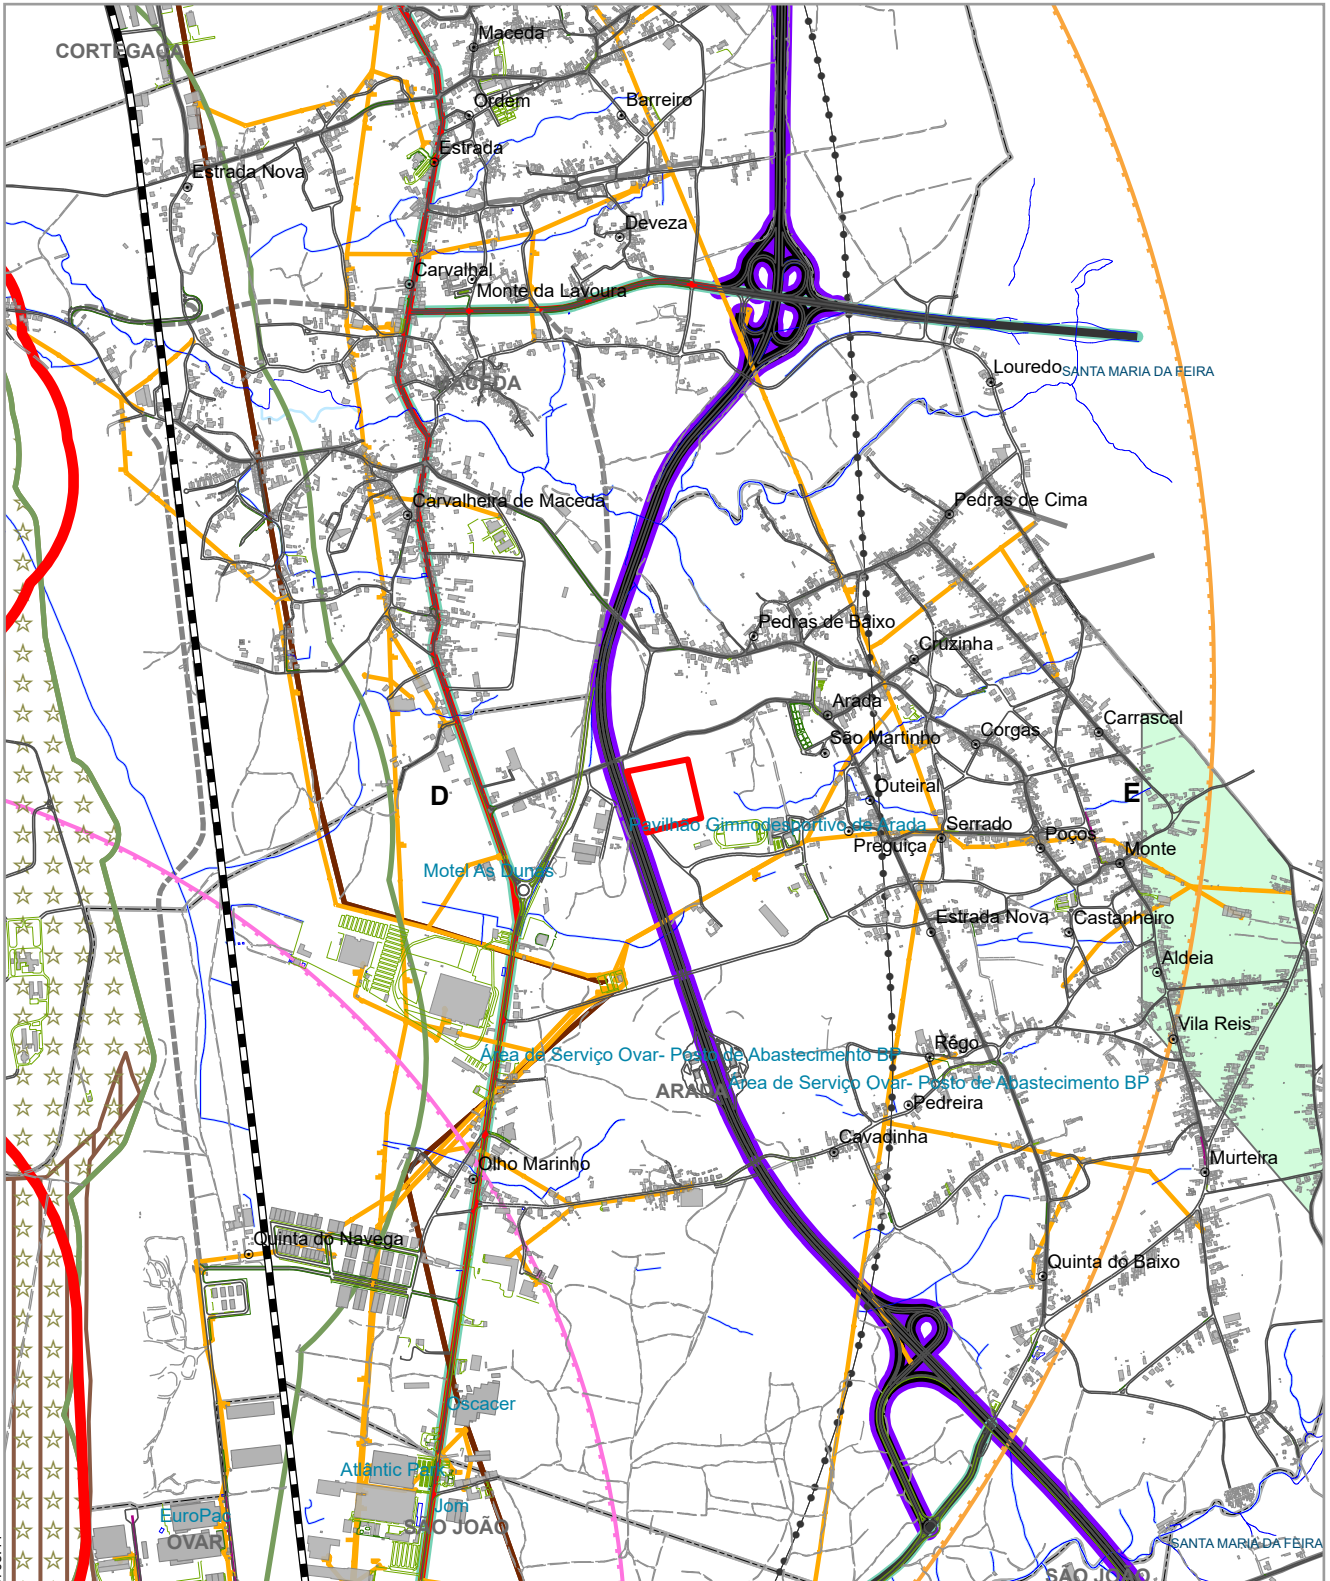 Maceda
CORTEGAÇA
Ordem
Barreiro
Estrada
Estrada Nova
Deveza
Carvalhal
Monte da Lavoura
Louredo
SANTA MARIA DA FEIRA
MACEDA
Carvalheira de Maceda
Pedras de Cima
Pedras de Baixo
Cruzinha
Arada
Carrascal
Corgas
São Martinho
Outeiral
D
E
Pavilhão Gimnodesportivo de Arada
Serrado
Poços
Preguiça
Monte
Motel As Dunas
Estrada Nova
Castanheiro
Aldeia
Vila Reis
Rêgo
Área de Serviço Ovar- Posto de Abastecimento BP
Área de Serviço Ovar- Posto de Abastecimento BP
ARADA
Pedreira
Cavadinha
Murteira
Olho Marinho
Quinta do Navega
Quinta do Baixo
Oscacer
Atlântic Park
Jom
EuroPac
SÃO JOÃO
OVAR
SANTA MARIA DA FEIRA
SÃO JOÃO